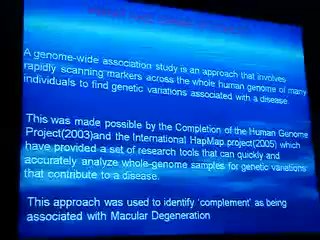 A genome-wide association study is an approach that involves
rapidly scanning markers across the whole human genome of many
individuals to find genetic variations associated with a disease.
This was made possible by the Completion of the Human Genome
Project(2003)and the International HapMap project(2005) which
have provided a set of research tools that can quickly and
accurately analyze whole-genome samples for genetic variations
that contribute to a disease.
This approach was used to identify ‘complement’ as being
associated with Macular Degeneration